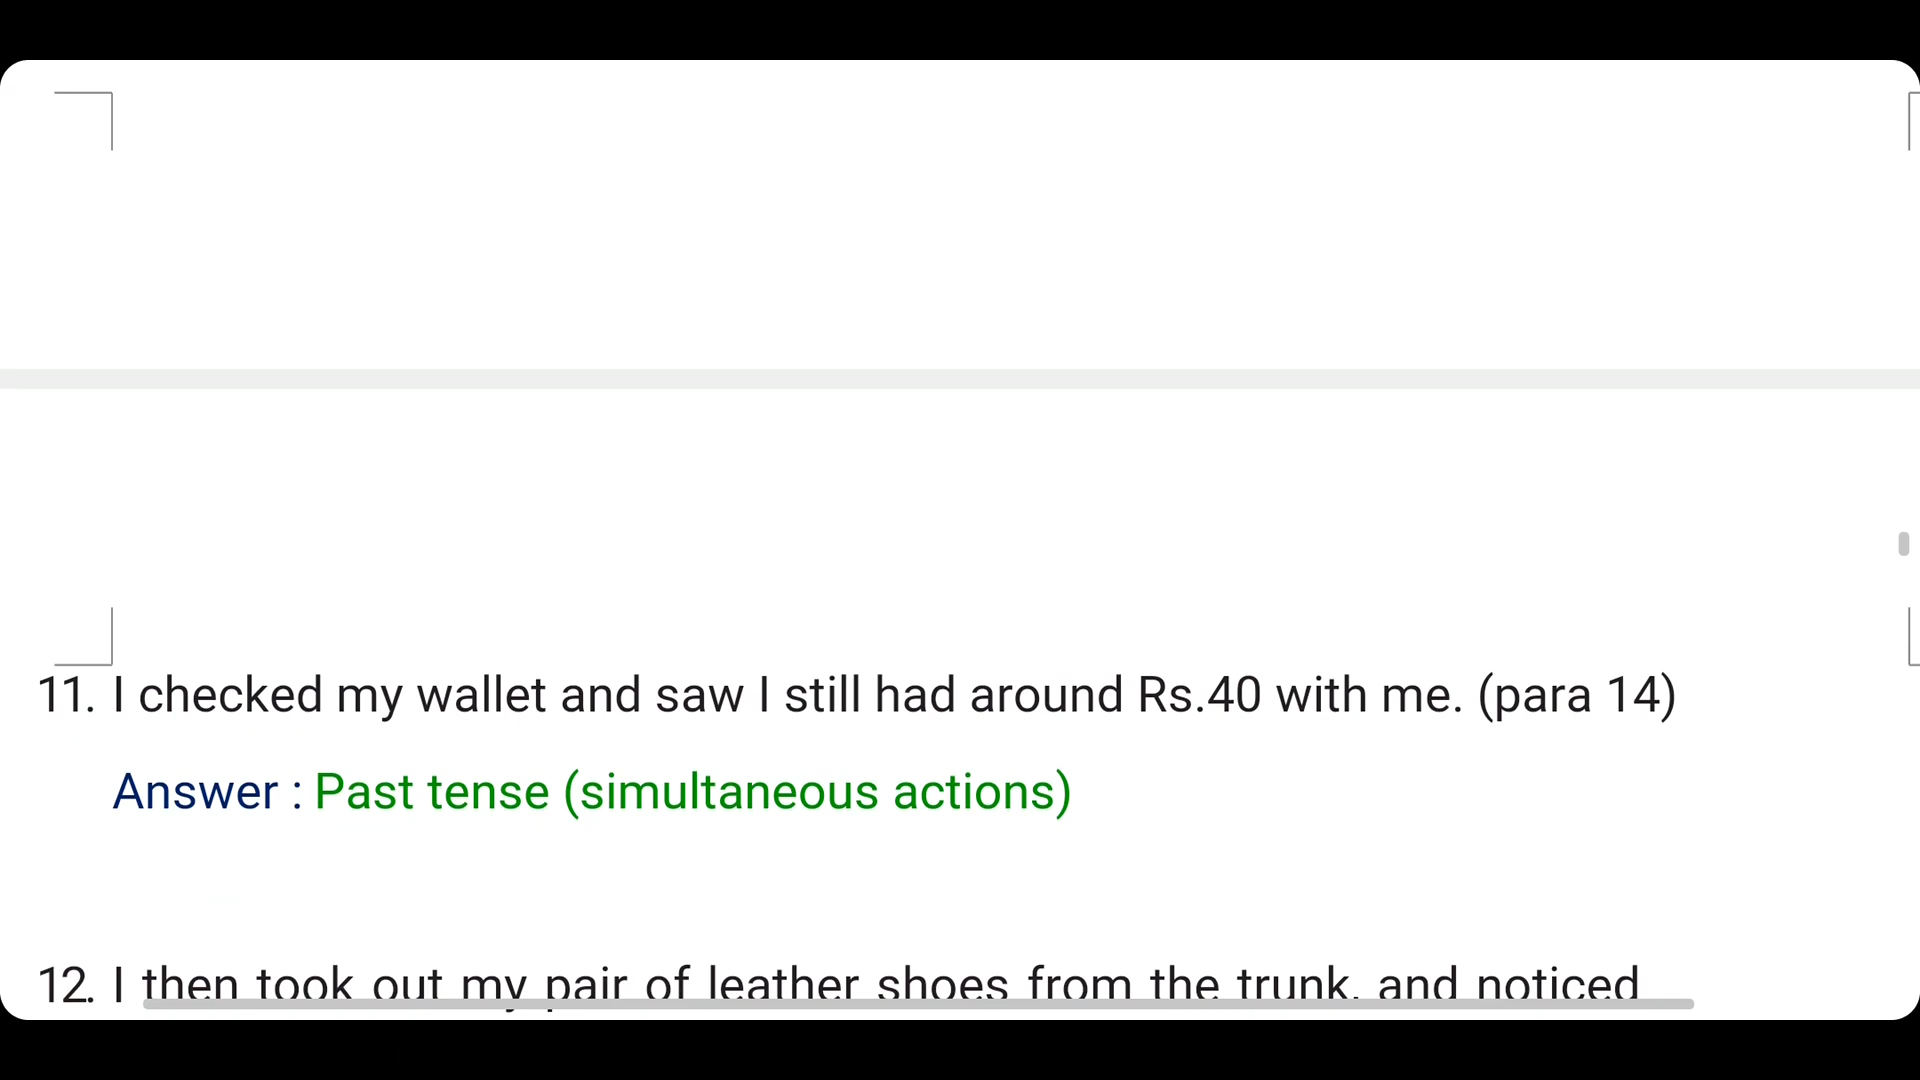 11. I checked my wallet and saw I still had around Rs.40 with me. (para 14)
Answer : Past tense (simultaneous actions)
12. I then took out my pair of leather shoes from the trunk, and noticed